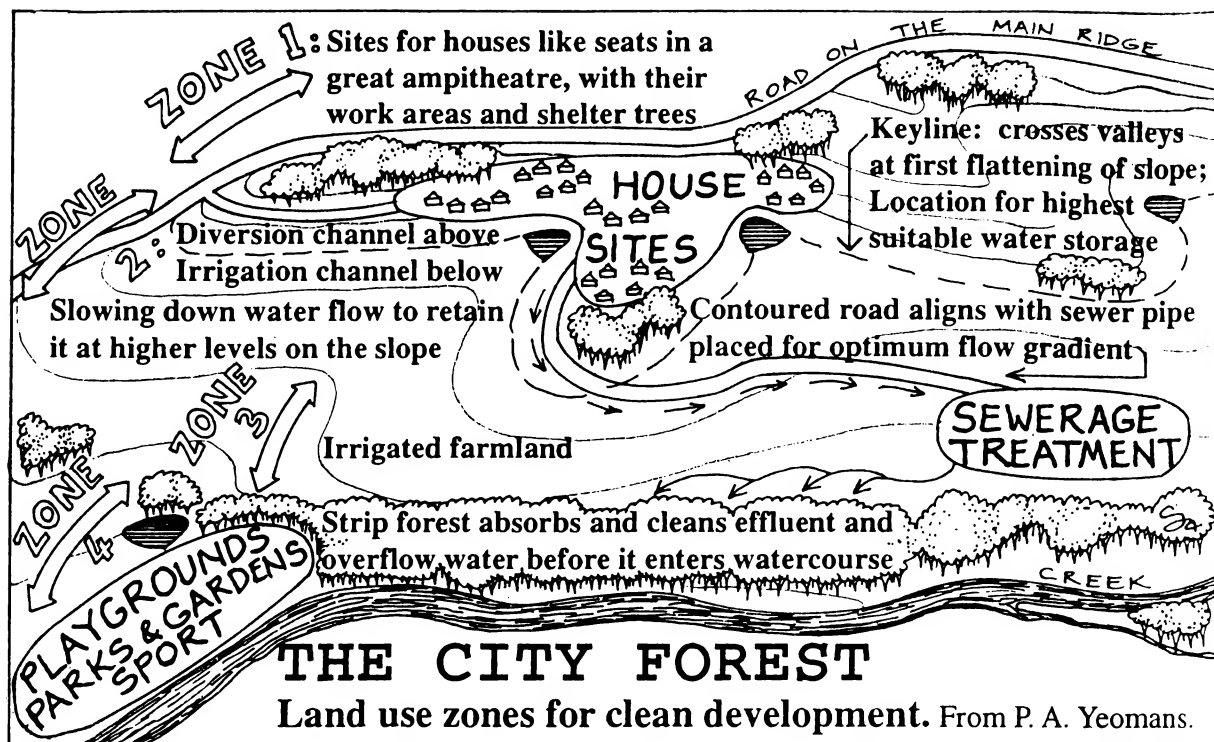 ZONE 1: Sites for houses like seats in a
great ampitheatre, with their
work areas and shelter trees
ROAD ON THE MAIN RIDGE
Keyline: crosses valleys
at first flattening of slope;
Location for highest
suitable water storage
HOUSE
SITES
ZONE
2: Diversion channel above
Irrigation channel below
Slowing down water flow to retain
it at higher levels on the slope
Contoured road aligns with sewer pipe
placed for optimum flow gradient
ZONE
3
Irrigated farmland
SEWERAGE
TREATMENT
ZONE
4
Strip forest absorbs and cleans effluent and
overflow water before it enters watercourse
CREEK
PLAYGROUNDS
PARKS & GARDENS
SPORT
THE CITY FOREST
Land use zones for clean development. From P. A. Yeomans.